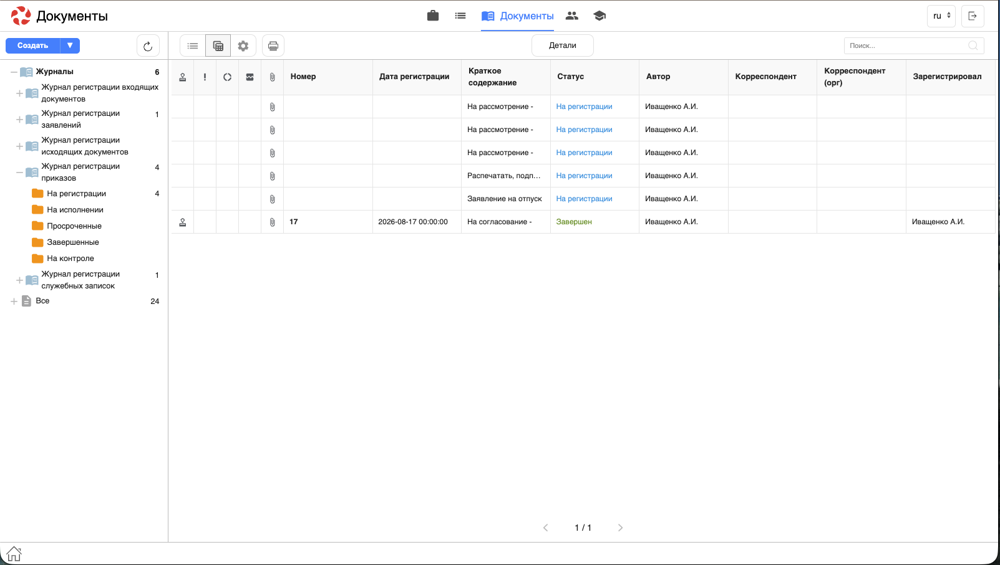 Документы
Документы
ru
Создать
Детали
Поиск...
Журналы 6
Журнал регистрации входящих
документов
Журнал регистрации 1
заявлений
Журнал регистрации
исходящих документов
Журнал регистрации 4
приказов
На регистрации 4
На исполнении
Просроченные
Завершенные
На контроле
Журнал регистрации 1
служебных записок
Все 24
Номер Дата регистрации Краткое содержание Статус Автор Корреспондент Корреспондент (орг) Зарегистрировал
На рассмотрение - На регистрации Иващенко А.И.
На рассмотрение - На регистрации Иващенко А.И.
На рассмотрение - На регистрации Иващенко А.И.
Распечатать, подп... На регистрации Иващенко А.И.
Заявление на отпуск На регистрации Иващенко А.И.
17 2026-08-17 00:00:00 На согласование - Завершен Иващенко А.И. Иващенко А.И.
1 / 1